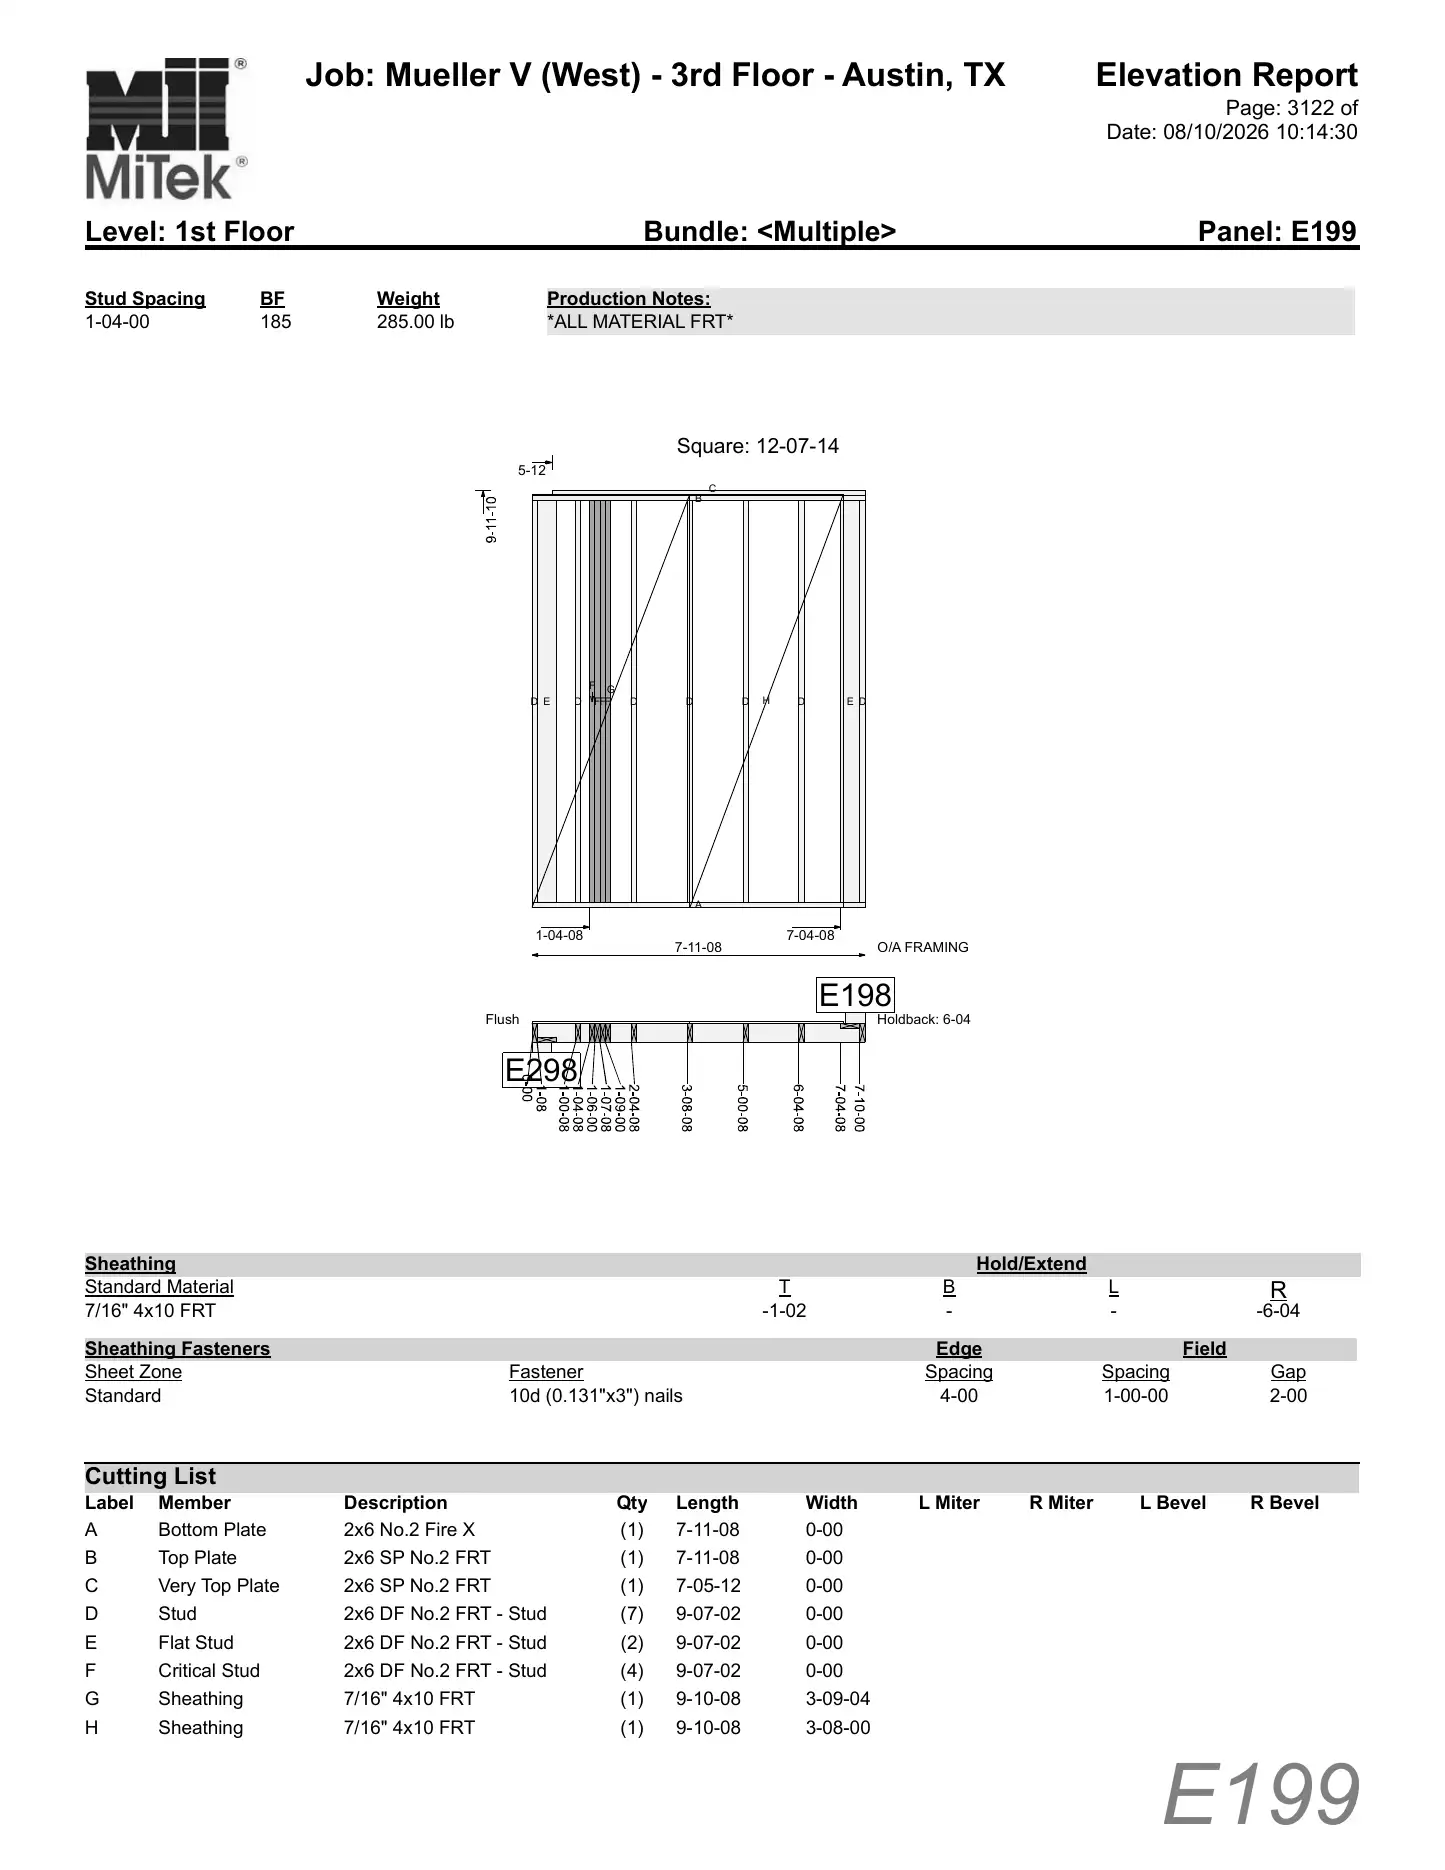 Job: Mueller V (West) - 3rd Floor - Austin, TX
Elevation Report
Page: 3122 of
Date: 08/10/2026 10:14:30
MiTek®
Level: 1st Floor Bundle: <Multiple> Panel: E199
Stud Spacing BF Weight Production Notes:
1-04-00 185 285.00 lb *ALL MATERIAL FRT*
Square: 12-07-14
5-12
C
B
9-11-10
F
G
D E C F F F C D D H D E D
A
1-04-08 7-04-08
7-11-08 O/A FRAMING
E198
Flush Holdback: 6-04
E298
1-08 1-00-08 1-04-08 1-06-00 1-07-08 1-09-00 2-04-08 3-08-08 5-00-08 6-04-08 7-04-08 7-10-00
Sheathing Hold/Extend
Standard Material T B L R
7/16" 4x10 FRT -1-02 - - -6-04
Sheathing Fasteners Edge Field
Sheet Zone Fastener Spacing Spacing Gap
Standard 10d (0.131"x3") nails 4-00 1-00-00 2-00
Cutting List
Label Member Description Qty Length Width L Miter R Miter L Bevel R Bevel
A Bottom Plate 2x6 No.2 Fire X (1) 7-11-08 0-00
B Top Plate 2x6 SP No.2 FRT (1) 7-11-08 0-00
C Very Top Plate 2x6 SP No.2 FRT (1) 7-05-12 0-00
D Stud 2x6 DF No.2 FRT - Stud (7) 9-07-02 0-00
E Flat Stud 2x6 DF No.2 FRT - Stud (2) 9-07-02 0-00
F Critical Stud 2x6 DF No.2 FRT - Stud (4) 9-07-02 0-00
G Sheathing 7/16" 4x10 FRT (1) 9-10-08 3-09-04
H Sheathing 7/16" 4x10 FRT (1) 9-10-08 3-08-00
E199